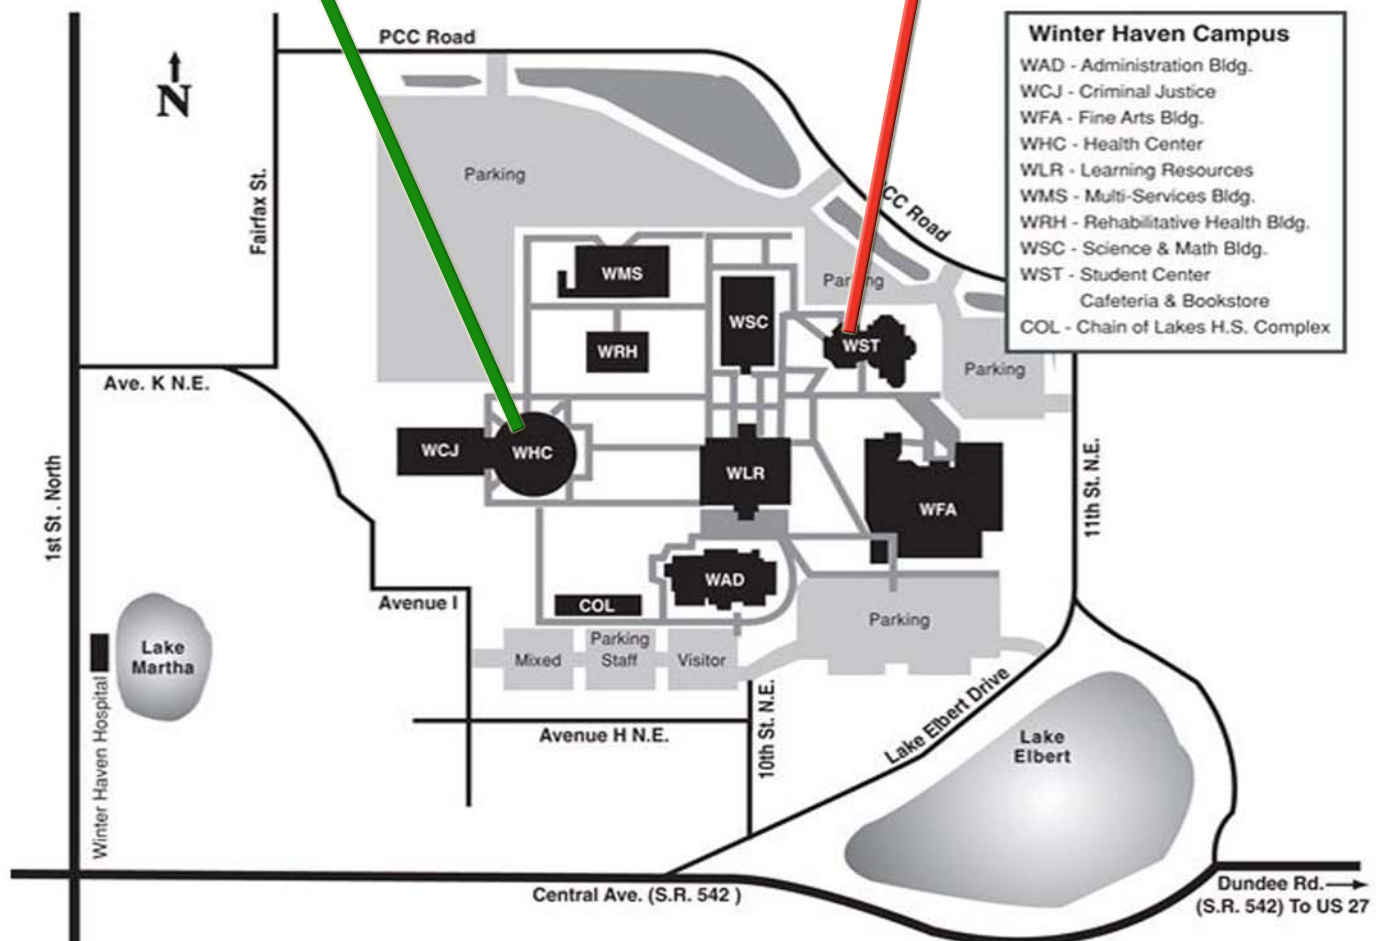 PCC Road
Winter Haven Campus
WAD - Administration Bldg.
WCJ - Criminal Justice
WFA - Fine Arts Bldg.
WHC - Health Center
WLR - Learning Resources
WMS - Multi-Services Bldg.
WRH - Rehabilitative Health Bldg.
WSC - Science & Math Bldg.
WST - Student Center
Cafeteria & Bookstore
COL - Chain of Lakes H.S. Complex
N
Fairfax St.
Parking
PCC Road
WMS
Parking
WSC
WRH
WST
Parking
Ave. K N.E.
WCJ
WHC
WLR
WFA
11th St. N.E.
1st St. North
WAD
COL
Avenue I
Parking
Lake
Martha
Mixed
Parking
Staff
Visitor
Winter Haven Hospital
Avenue H N.E.
10th St. N.E.
Lake Elbert Drive
Lake
Elbert
Central Ave. (S.R. 542 )
Dundee Rd.
(S.R. 542) To US 27